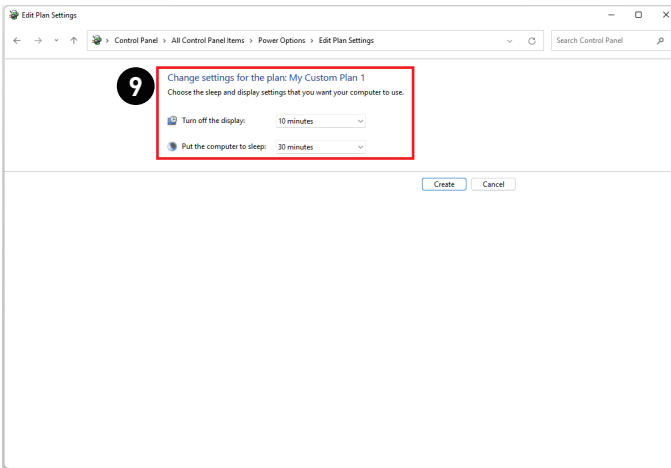 Edit Plan Settings
Control Panel > All Control Panel Items > Power Options > Edit Plan Settings
Search Control Panel
9
Change settings for the plan: My Custom Plan 1
Choose the sleep and display settings that you want your computer to use.
Turn off the display: 10 minutes
Put the computer to sleep: 30 minutes
Create Cancel